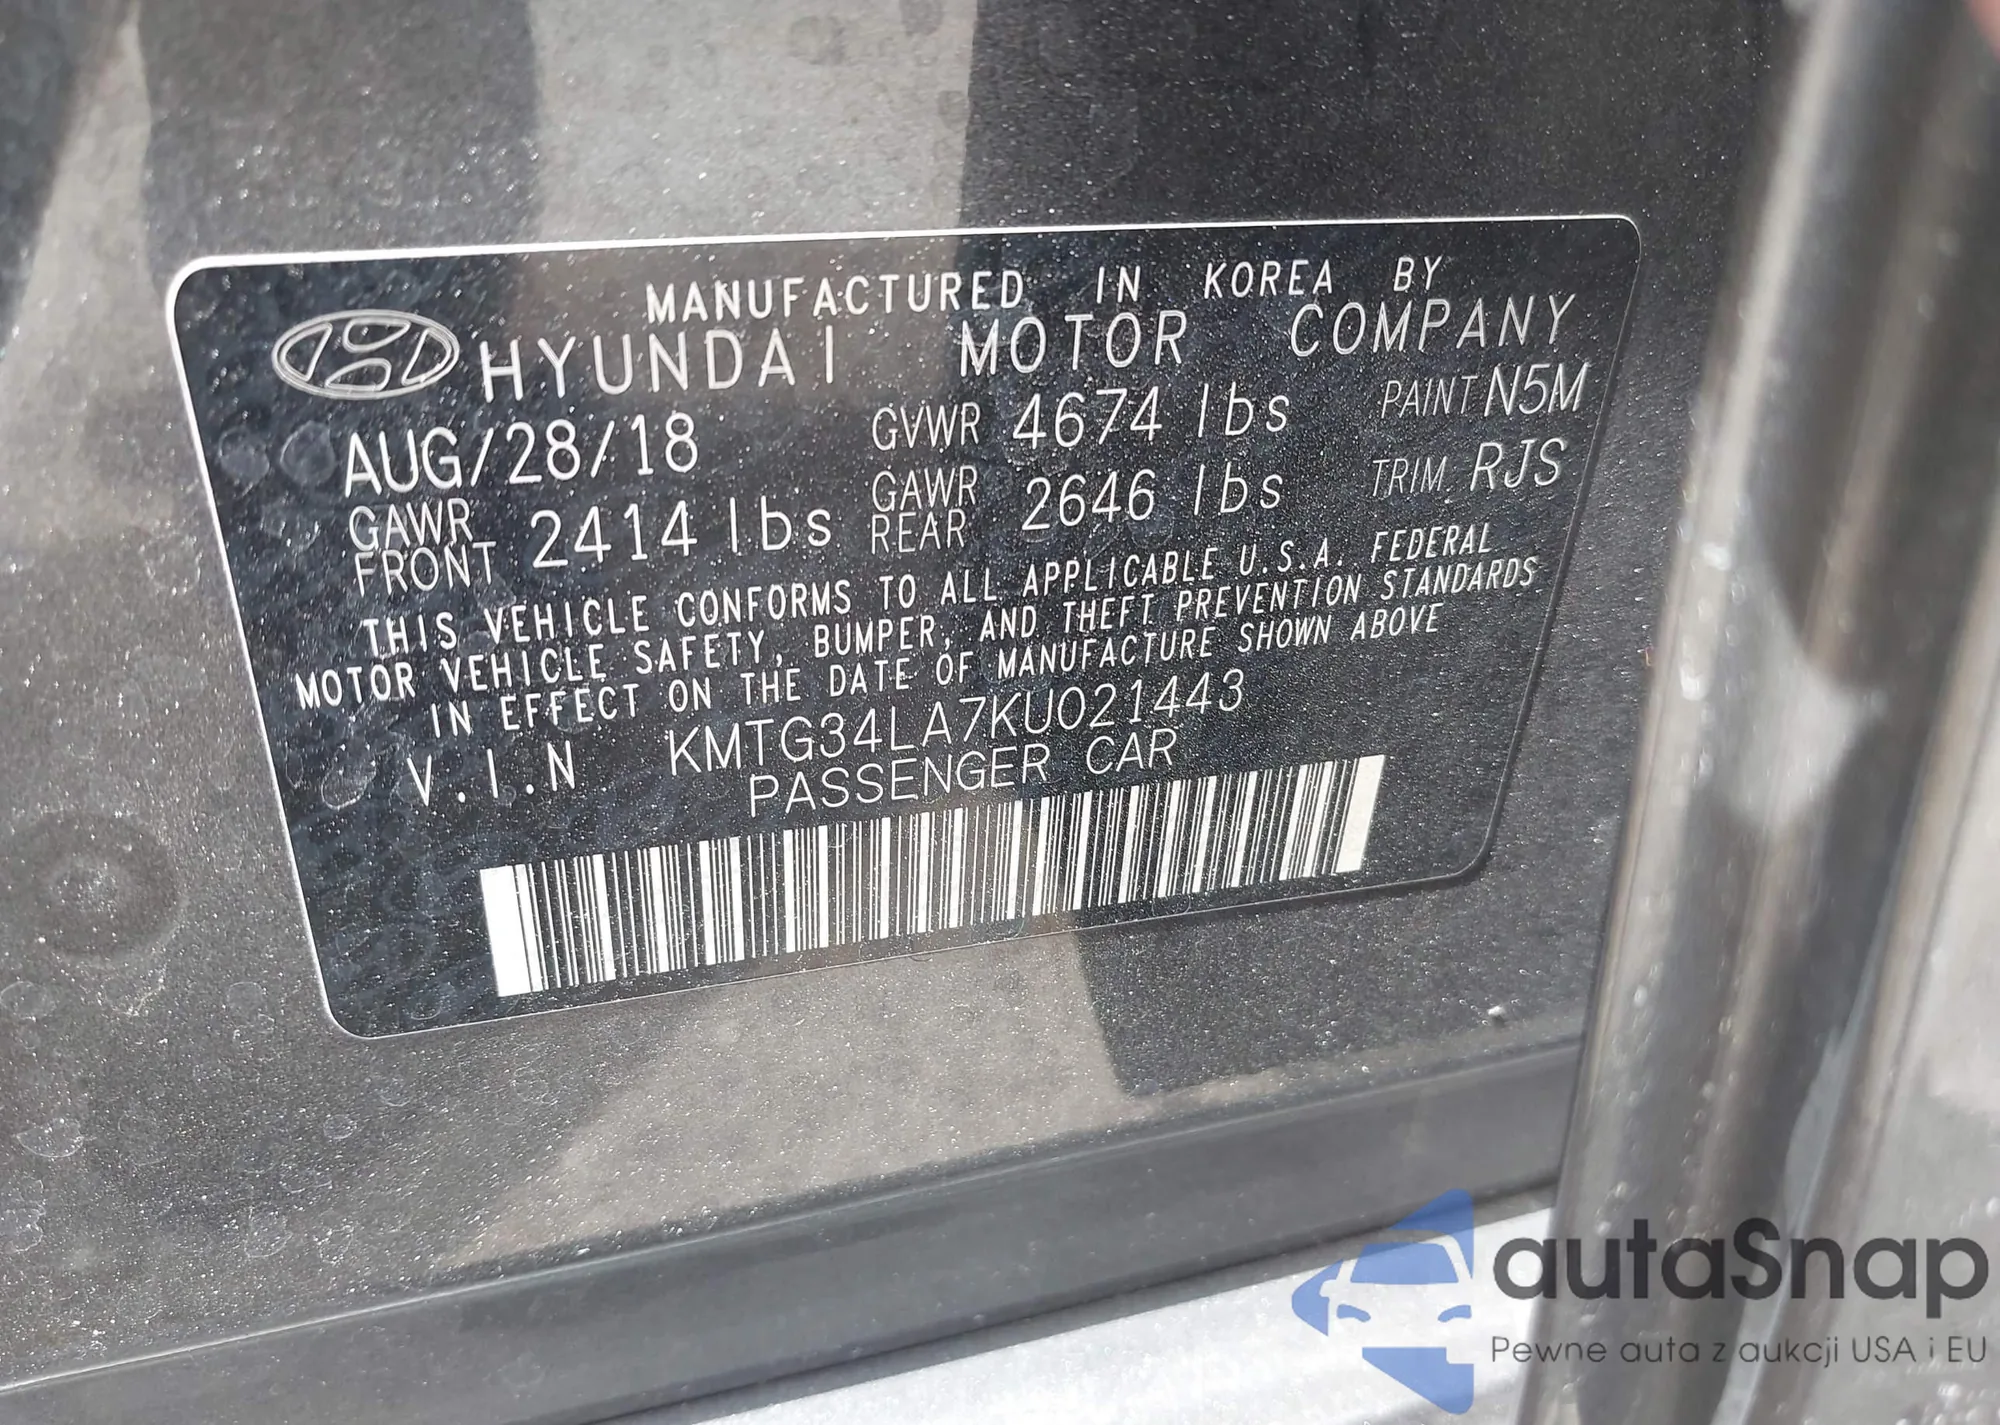 MANUFACTURED IN KOREA BY
HYUNDAI MOTOR COMPANY
AUG/28/18 GVWR 4674 lbs PAINT N5M
GAWR FRONT 2414 lbs GAWR REAR 2646 lbs TRIM RJS
THIS VEHICLE CONFORMS TO ALL APPLICABLE U.S.A. FEDERAL
MOTOR VEHICLE SAFETY, BUMPER, AND THEFT PREVENTION STANDARDS
IN EFFECT ON THE DATE OF MANUFACTURE SHOWN ABOVE
V.I.N KMTG34LA7KU021443
PASSENGER CAR
autaSnap
Pewne auta z aukcji USA i EU